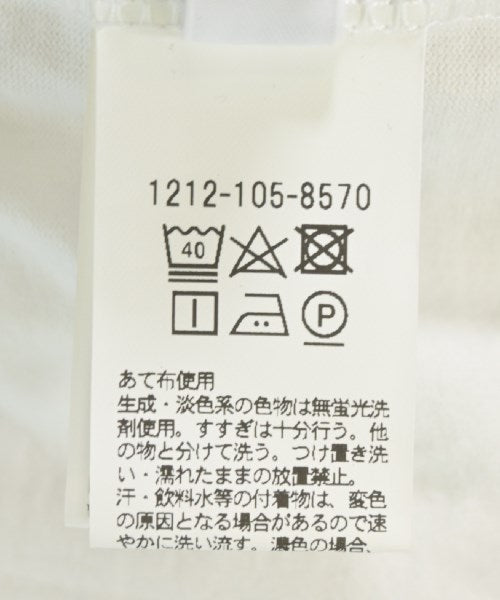 1212-105-8570
40
P
あて布使用
生成・淡色系の色物は無蛍光洗
剤使用。すすぎは十分行う。他
の物と分けて洗う。つけ置き洗
い・濡れたままの放置禁止。
汗・飲料水等の付着物は、変色
の原因となる場合があるので速
やかに洗い流す。濃色の場合、